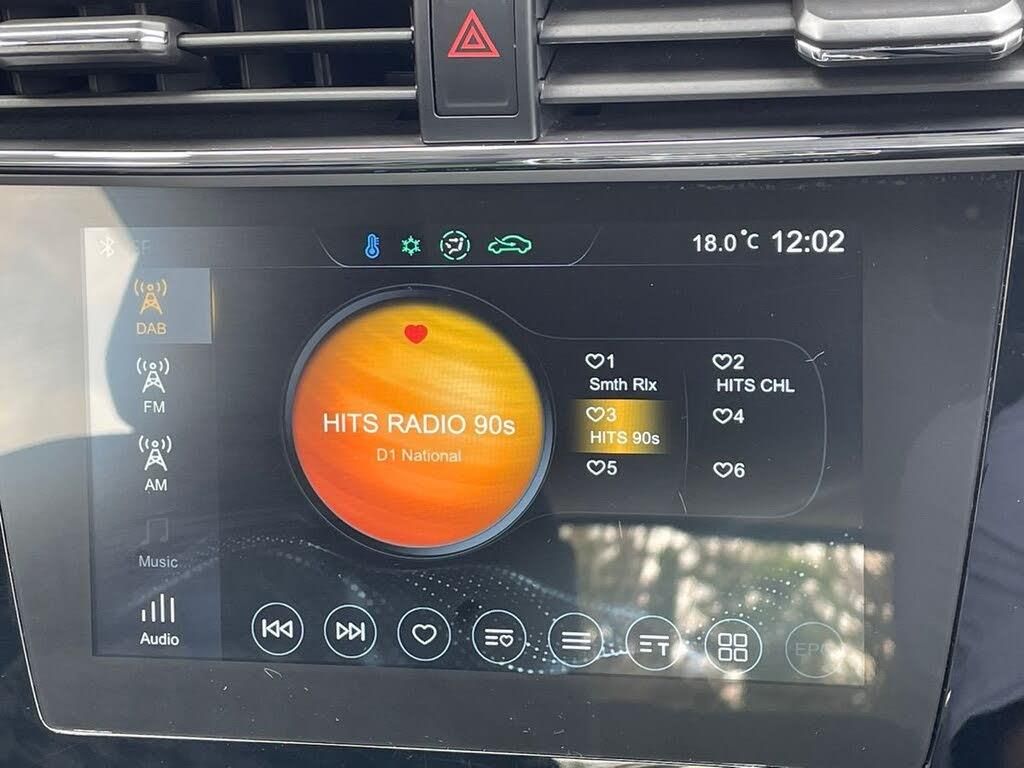 18.0°C 12:02
DAB
FM
AM
Music
Audio
HITS RADIO 90s
D1 National
1
Smth Rlx
2
HITS CHL
3
HITS 90s
4
5
6
T